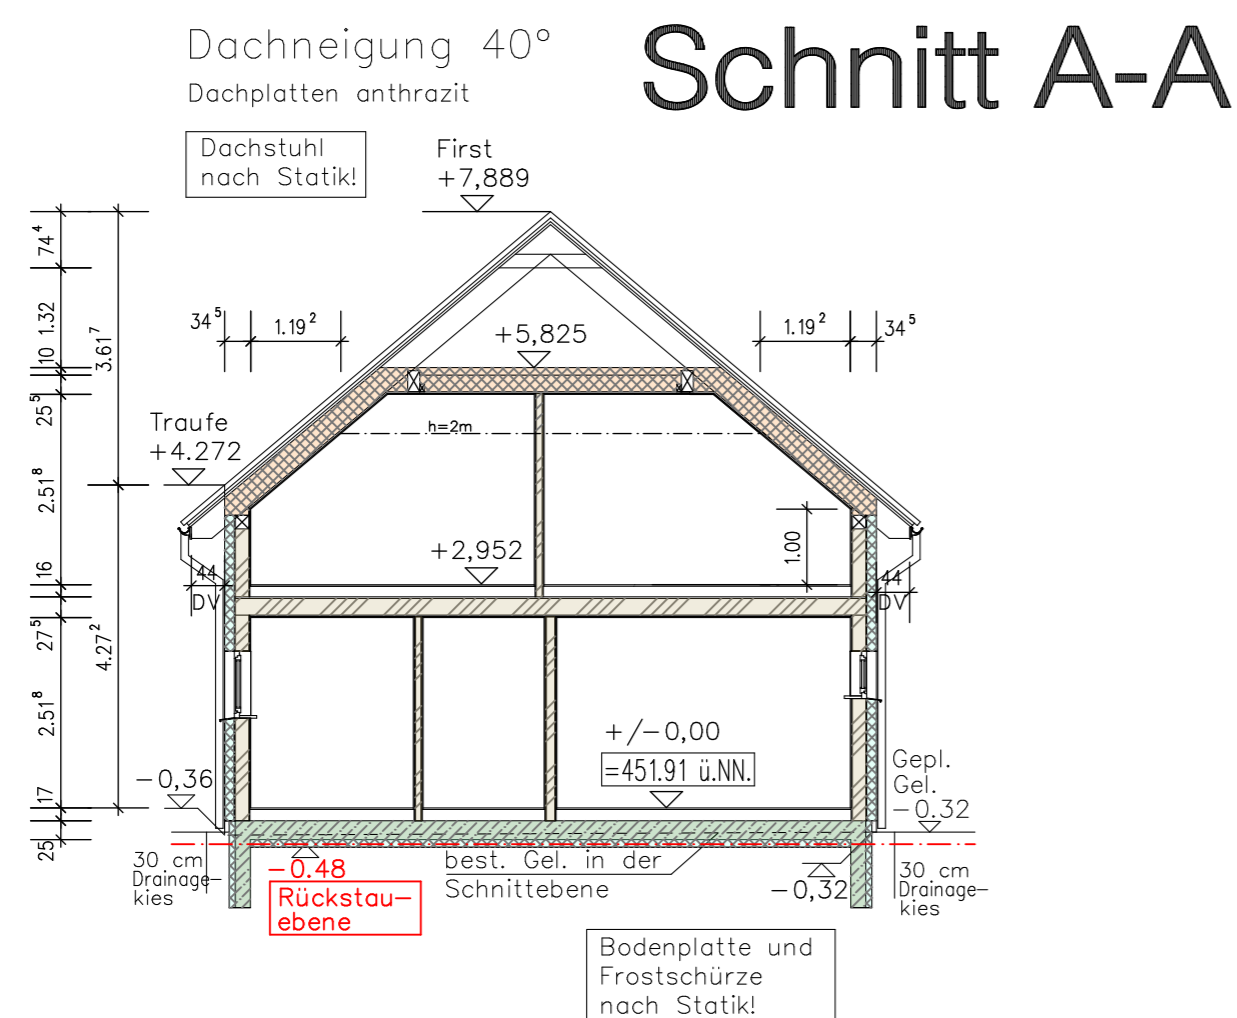 Dachneigung 40°
Schnitt A-A
Dachplatten anthrazit
Dachstuhl
nach Statik!
First
+7,889
74⁴
1.32
10
3.61⁷
34⁵
1.19²
+5,825
1.19²
34⁵
25⁵
Traufe
+4.272
h=2m
2.51⁸
+2,952
1.00
16
44
DV
44
DV
27⁵
4.27²
2.51⁸
+/-0,00
=451.91 ü.NN.
-0,36
Gepl.
Gel.
-0.32
17
25
30 cm
Drainage-
kies
-0.48
Rückstau-
ebene
best. Gel. in der
Schnittebene
-0,32
30 cm
Drainage-
kies
Bodenplatte und
Frostschürze
nach Statik!